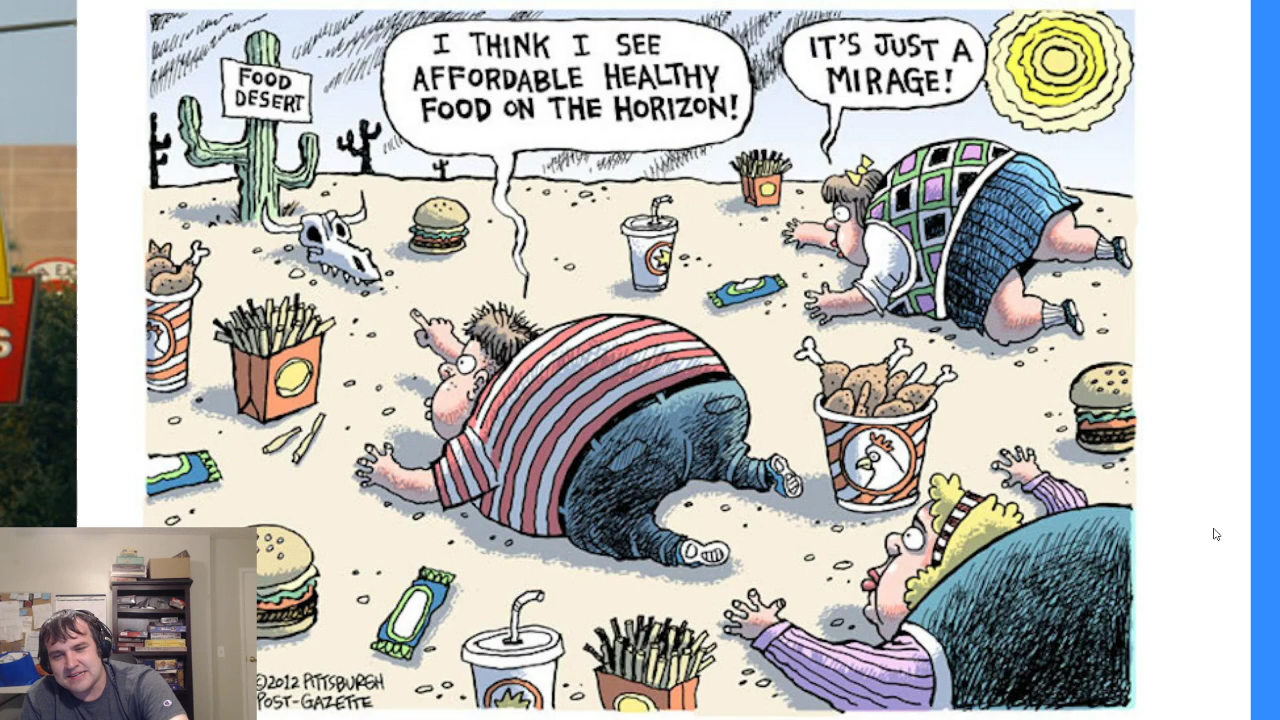 FOOD
DESERT
I THINK I SEE
AFFORDABLE HEALTHY
FOOD ON THE HORIZON!
IT'S JUST A
MIRAGE!
©2012 PITTSBURGH
POST-GAZETTE